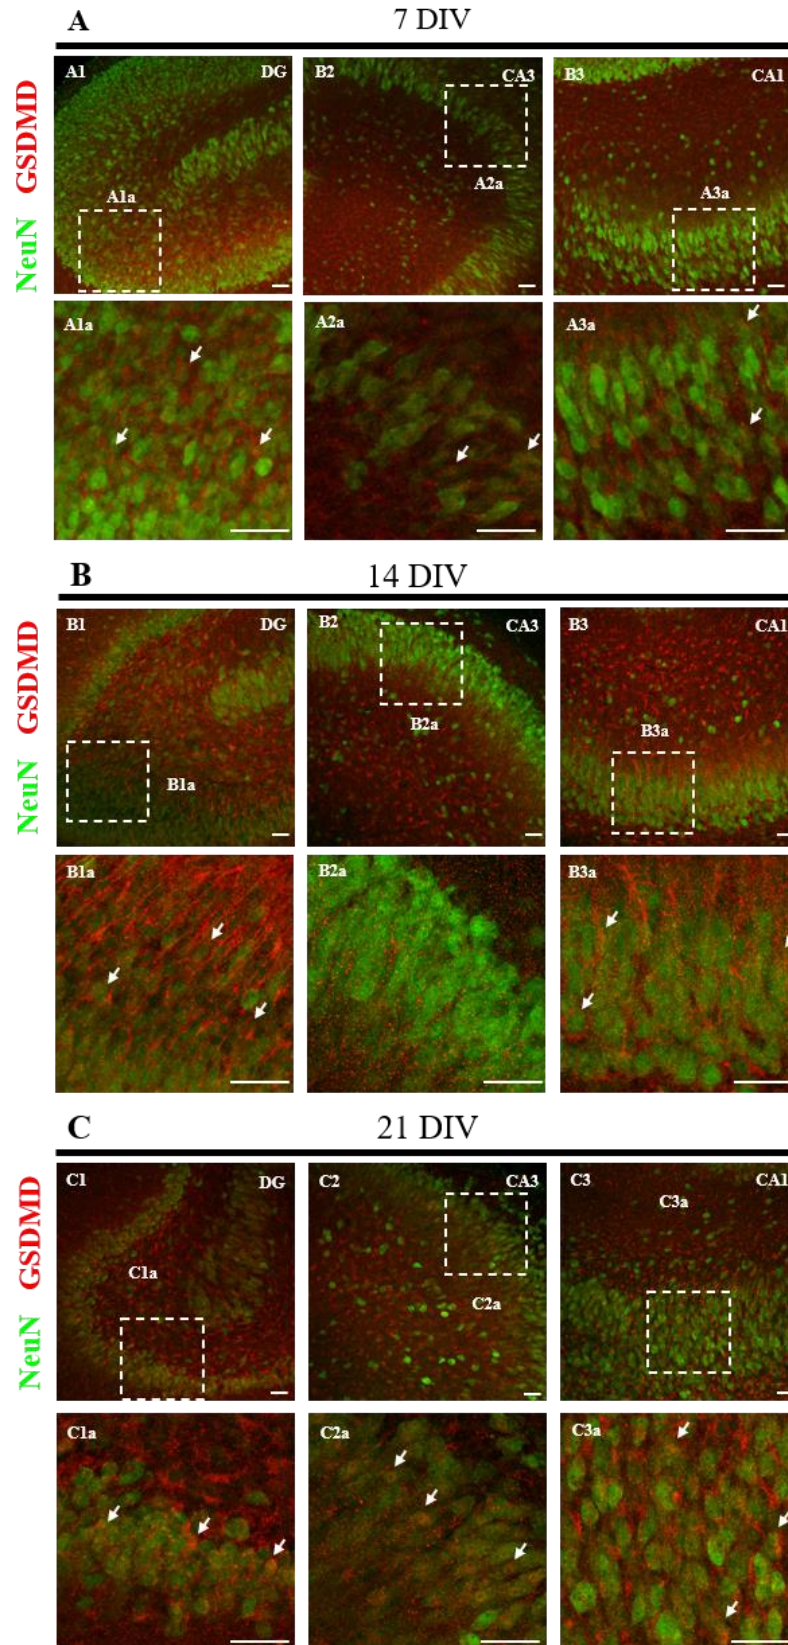 A
7 DIV
NeuN GSDMD
A1 DG
B2 CA3
B3 CA1
A1a
A2a
A3a
A1a
A2a
A3a
B
14 DIV
NeuN GSDMD
B1 DG
B2 CA3
B3 CA1
B1a
B2a
B3a
B1a
B2a
B3a
C
21 DIV
NeuN GSDMD
C1 DG
C2 CA3
C3 CA1
C1a
C2a
C3a
C1a
C2a
C3a